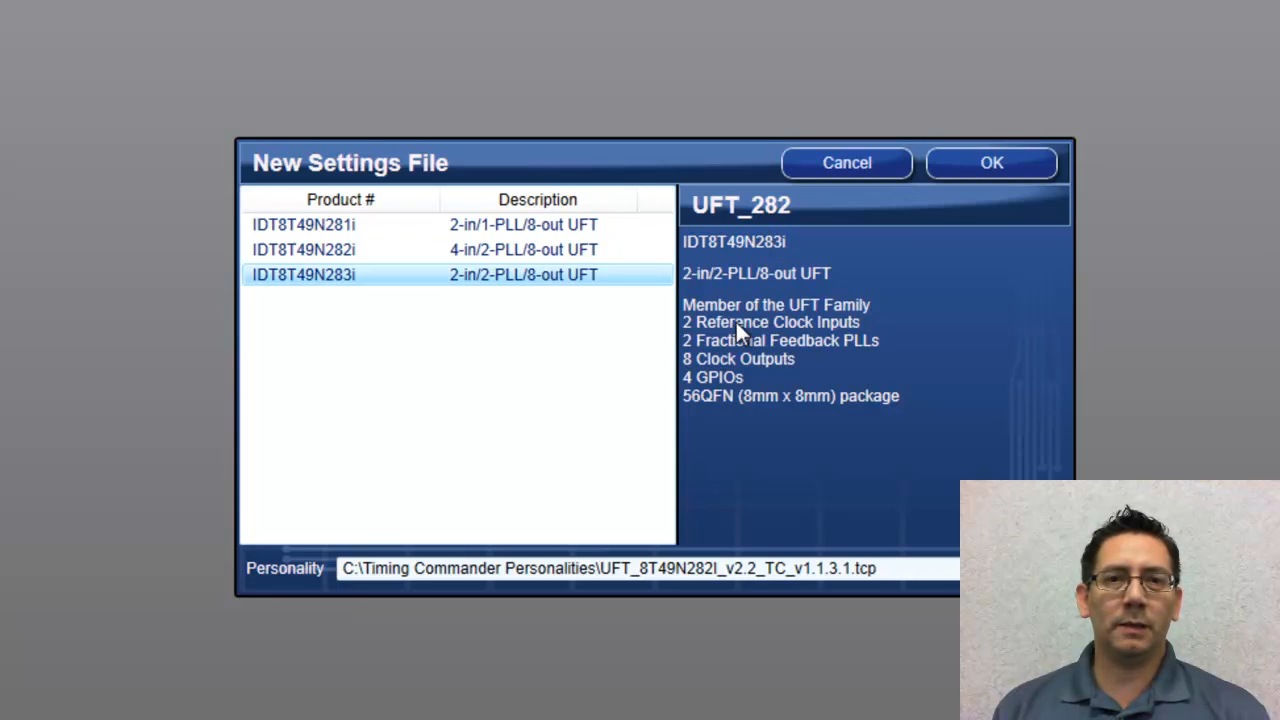 New Settings File
Cancel
OK
Product #
Description
IDT8T49N281i
2-in/1-PLL/8-out UFT
IDT8T49N282i
4-in/2-PLL/8-out UFT
IDT8T49N283i
2-in/2-PLL/8-out UFT
UFT_282
IDT8T49N283i
2-in/2-PLL/8-out UFT
Member of the UFT Family
2 Reference Clock Inputs
2 Fractional Feedback PLLs
8 Clock Outputs
4 GPIOs
56QFN (8mm x 8mm) package
Personality
C:\Timing Commander Personalities\UFT_8T49N282I_v2.2_TC_v1.1.3.1.tcp